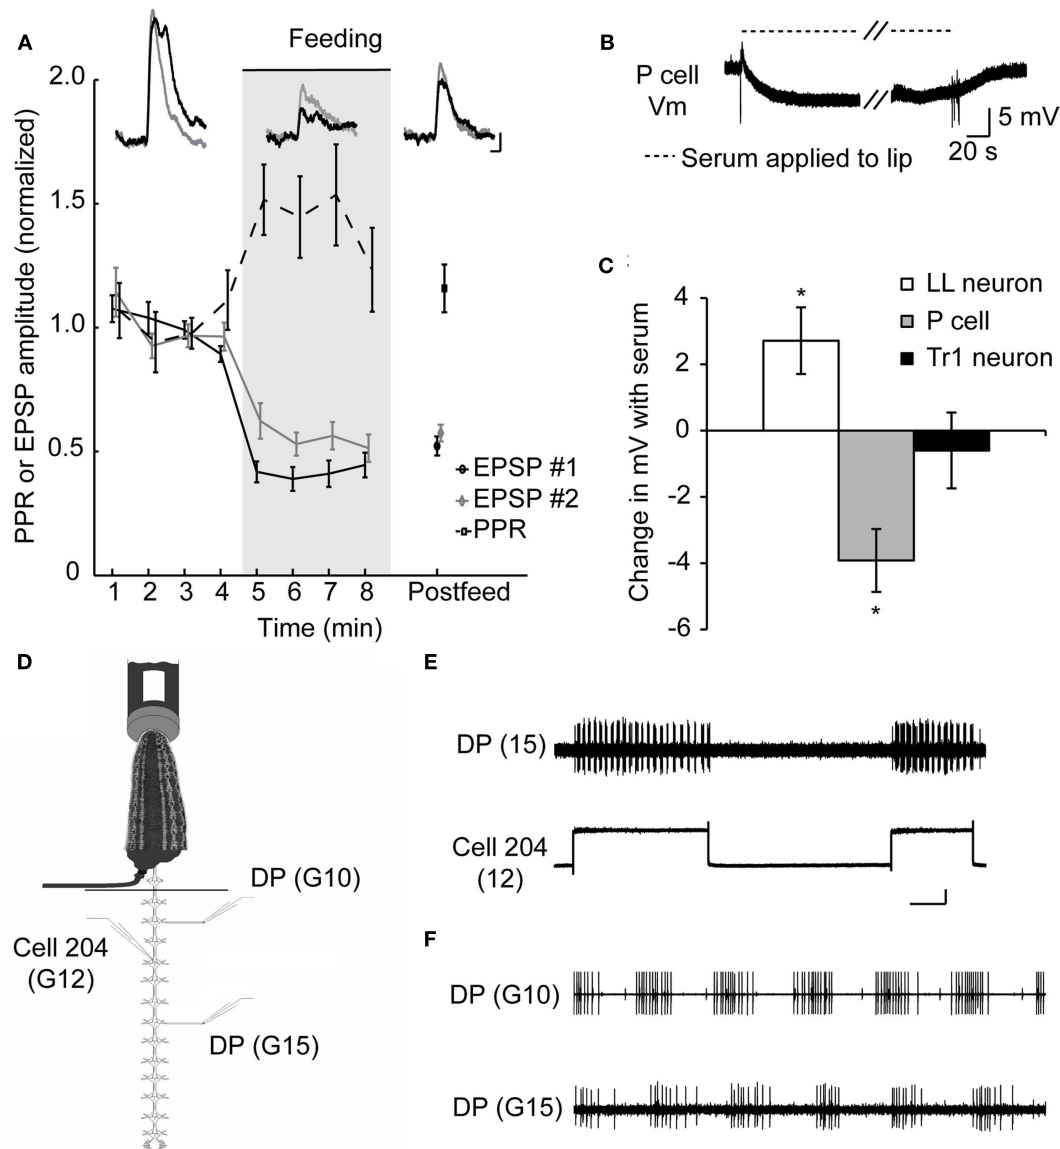 A
Feeding
2.0
1.5
1.0
0.5
0
PPR or EPSP amplitude (normalized)
EPSP #1
EPSP #2
PPR
1 2 3 4 5 6 7 8 Postfeed
Time (min)
B
P cell
Vm
5 mV
20 s
Serum applied to lip
C
LL neuron
P cell
Tr1 neuron
4
2
0
-2
-4
-6
Change in mV with serum
*
*
D
DP (G10)
Cell 204
(G12)
DP (G15)
E
DP (15)
Cell 204
(12)
F
DP (G10)
DP (G15)